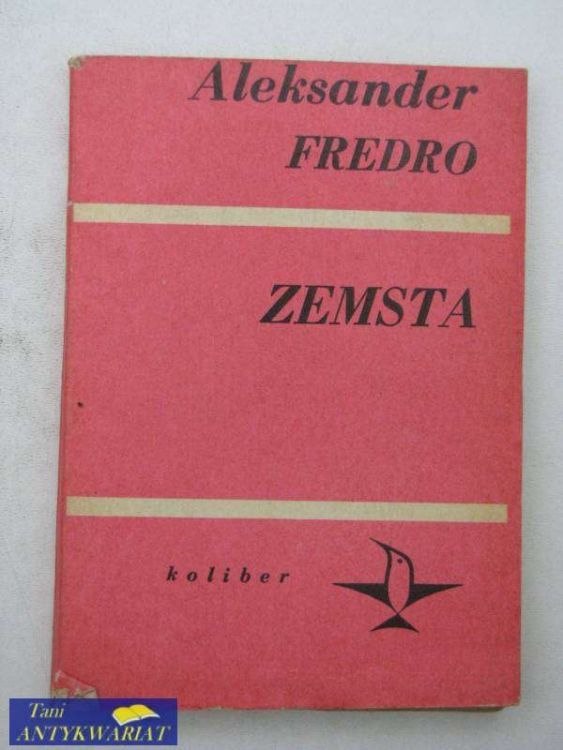 Aleksander
FREDRO
ZEMSTA
koliber
Tani
ANTYKWARIAT